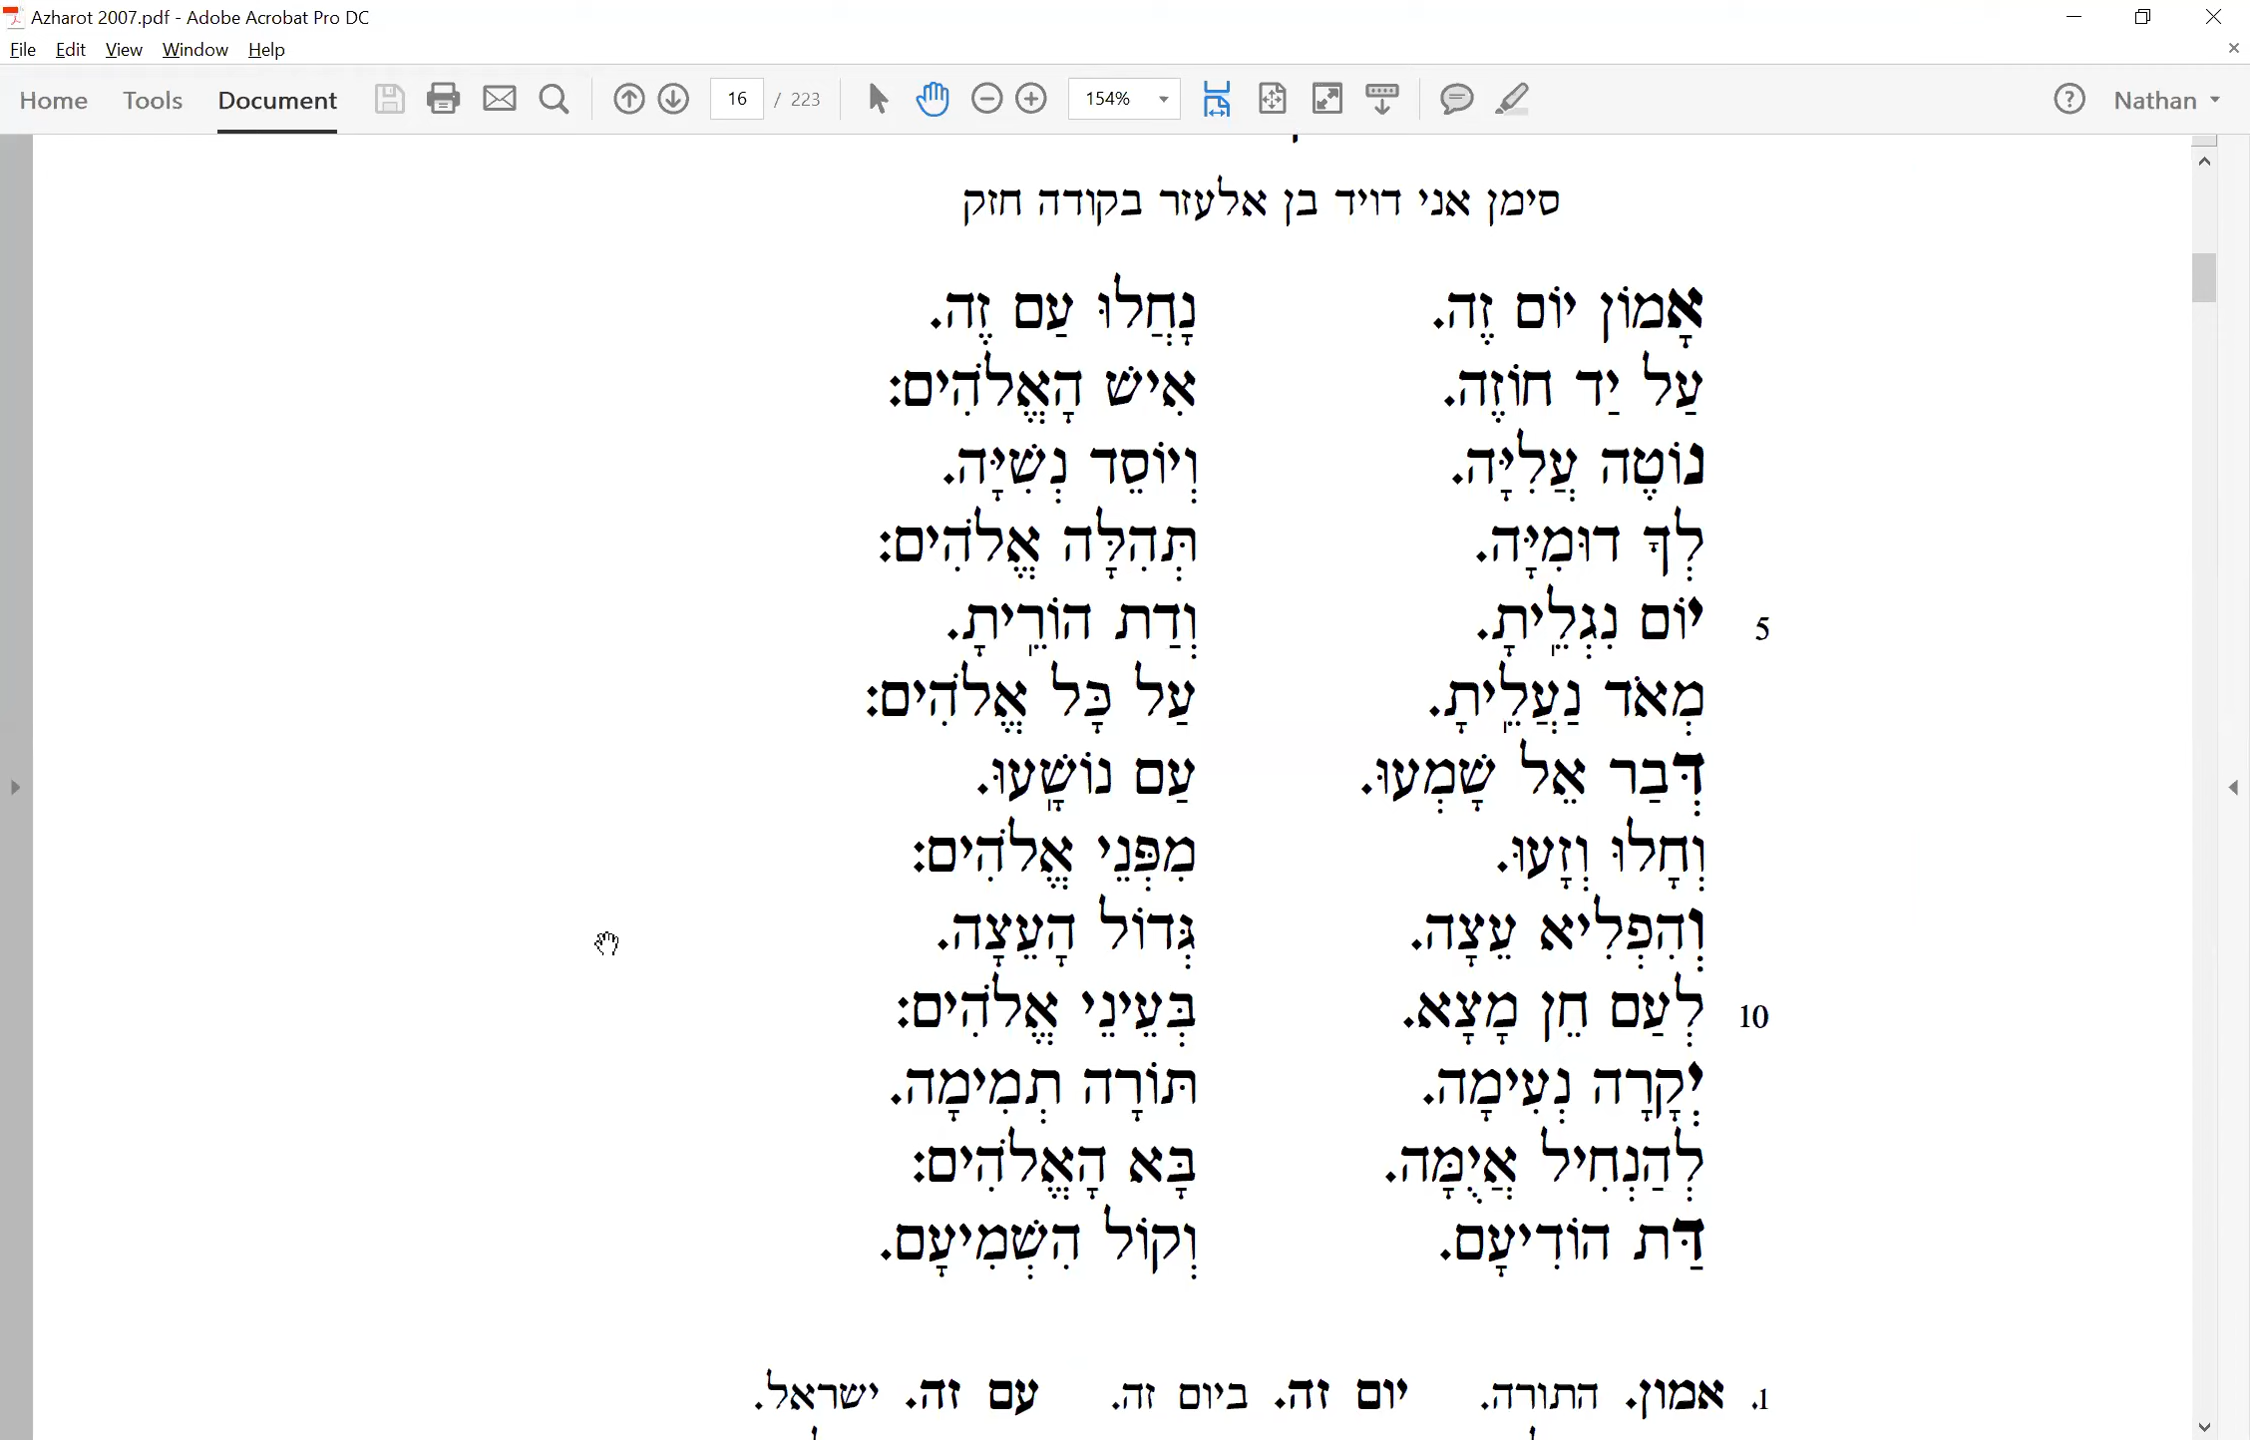 Azharot 2007.pdf - Adobe Acrobat Pro DC
File Edit View Window Help
Home Tools Document 16 / 223 154% Nathan
סימן אני דויד בן אלעזר בקודה חזק
אָמוֹן יוֹם זֶה. נָחֲלוּ עַם זֶה.
עַל יַד חוֹזֶה. אִישׁ הָאֱלֹהִים:
נוֹטֶה עֲלִיָּה. וְיוֹסֵד נְשִׁיָּה.
לְךָ דוּמִיָּה. תְּהִלָּה אֱלֹהִים:
5 יוֹם נִגְלֵֽיתָ. וְדַת הוֹרֵֽיתָ.
מְאֹד נַעֲלֵֽיתָ. עַל כָּל אֱלֹהִים:
דְּבַר אֵל שָׁמְעוּ. עַם נוֹשָֽׁעוּ.
וְחָלוּ וְזָעוּ. מִפְּנֵי אֱלֹהִים:
וְהִפְלִיא עֵצָה. גְּדוֹל הָעֵצָה.
10 לְעַם חֵן מָצָא. בְּעֵינֵי אֱלֹהִים:
יְקָרָה נְעִימָה. תּוֹרָה תְמִימָה.
לְהַנְחִיל אֲיֻמָּה. בָּא הָאֱלֹהִים:
דַּת הוֹדִיעָם. וְקוֹל הִשְׁמִיעָם.
1. אמון. התורה. יום זה. ביום זה. עם זה. ישראל.